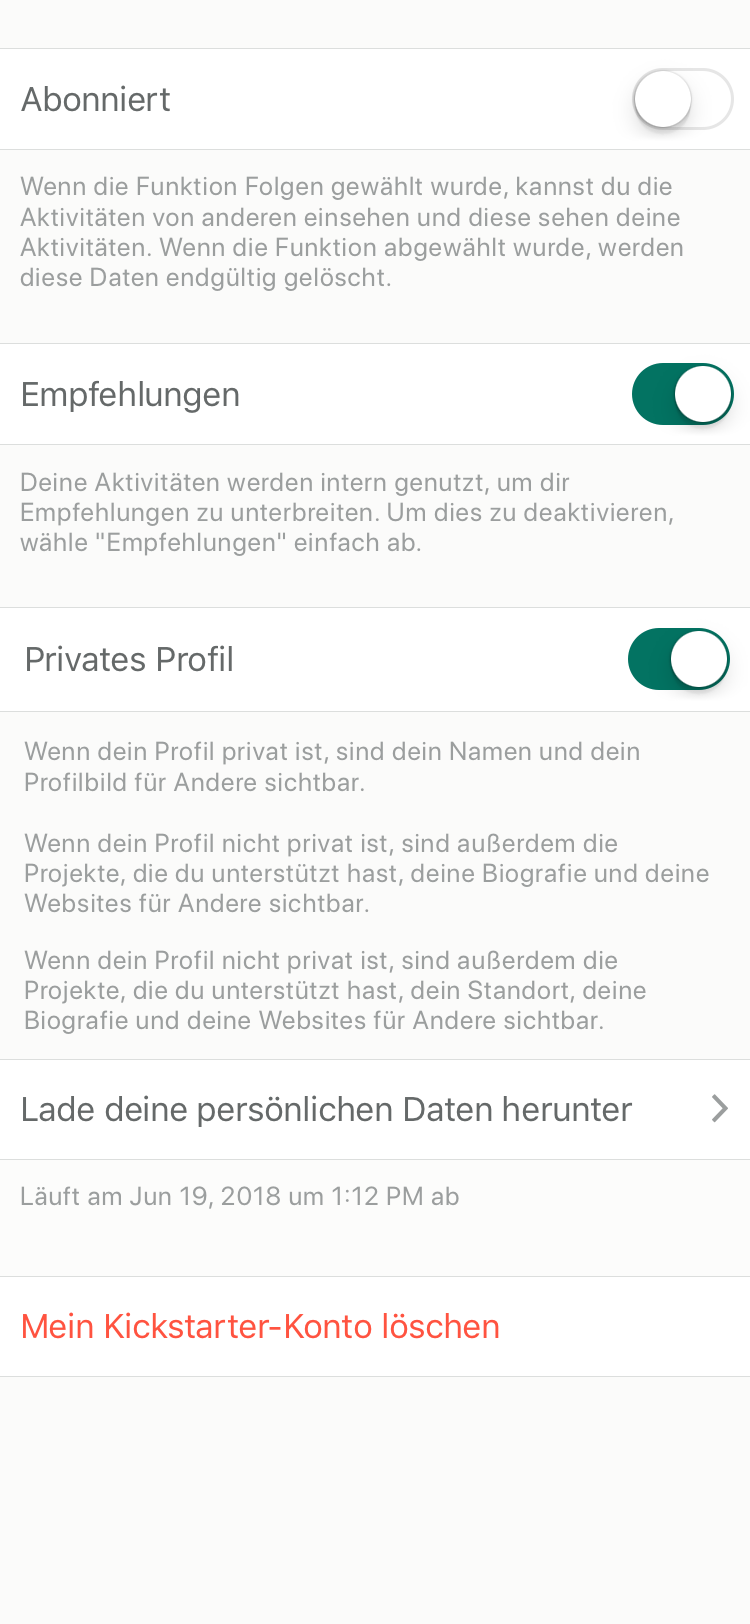 Abonniert
Wenn die Funktion Folgen gewählt wurde, kannst du die
Aktivitäten von anderen einsehen und diese sehen deine
Aktivitäten. Wenn die Funktion abgewählt wurde, werden
diese Daten endgültig gelöscht.
Empfehlungen
Deine Aktivitäten werden intern genutzt, um dir
Empfehlungen zu unterbreiten. Um dies zu deaktivieren,
wähle "Empfehlungen" einfach ab.
Privates Profil
Wenn dein Profil privat ist, sind dein Namen und dein
Profilbild für Andere sichtbar.
Wenn dein Profil nicht privat ist, sind außerdem die
Projekte, die du unterstützt hast, deine Biografie und deine
Websites für Andere sichtbar.
Wenn dein Profil nicht privat ist, sind außerdem die
Projekte, die du unterstützt hast, dein Standort, deine
Biografie und deine Websites für Andere sichtbar.
Lade deine persönlichen Daten herunter
Läuft am Jun 19, 2018 um 1:12 PM ab
Mein Kickstarter-Konto löschen